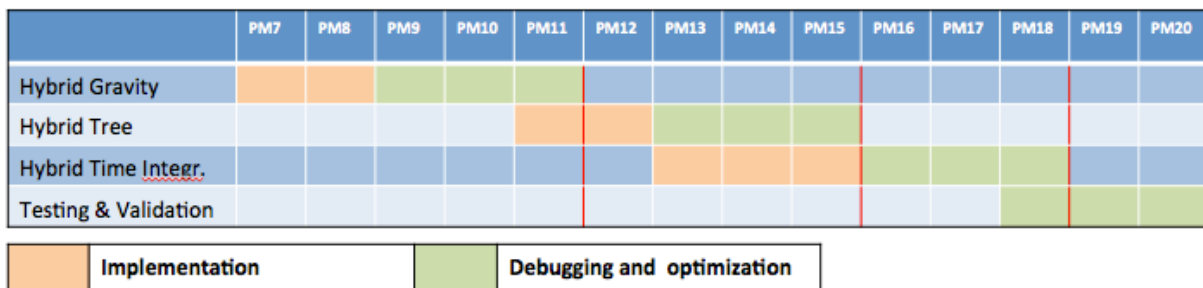 PM7 PM8 PM9 PM10 PM11 PM12 PM13 PM14 PM15 PM16 PM17 PM18 PM19 PM20
Hybrid Gravity
Hybrid Tree
Hybrid Time Integr.
Testing & Validation
Implementation Debugging and optimization